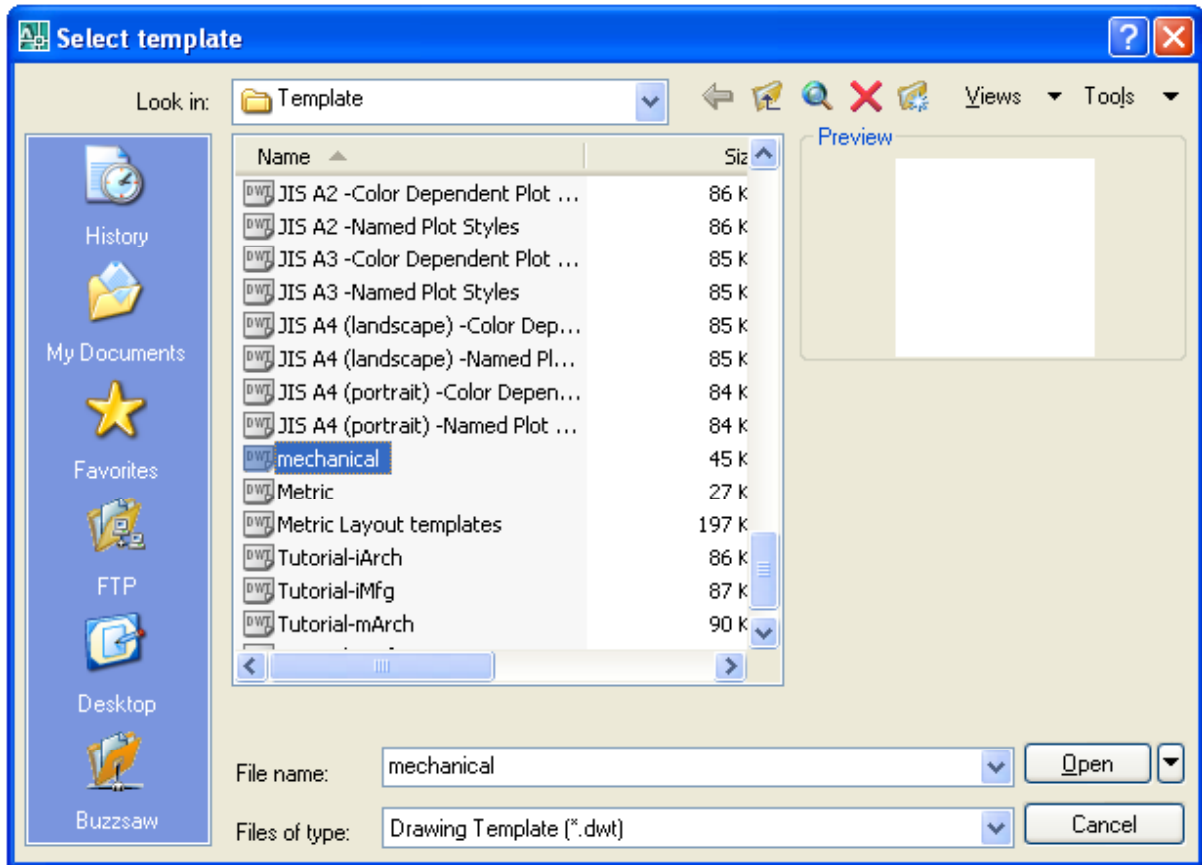 Select template
Look in: Template Views Tools
Name Siz
JIS A2 -Color Dependent Plot ... 86 K
JIS A2 -Named Plot Styles 86 K
JIS A3 -Color Dependent Plot ... 85 K
JIS A3 -Named Plot Styles 85 K
JIS A4 (landscape) -Color Dep... 85 K
JIS A4 (landscape) -Named Pl... 85 K
JIS A4 (portrait) -Color Depen... 84 K
JIS A4 (portrait) -Named Plot ... 84 K
mechanical 45 K
Metric 27 K
Metric Layout templates 197 K
Tutorial-iArch 86 K
Tutorial-iMfg 87 K
Tutorial-mArch 90 K
History
My Documents
Favorites
FTP
Desktop
Buzzsaw
Preview
File name: mechanical Open
Files of type: Drawing Template (*.dwt) Cancel